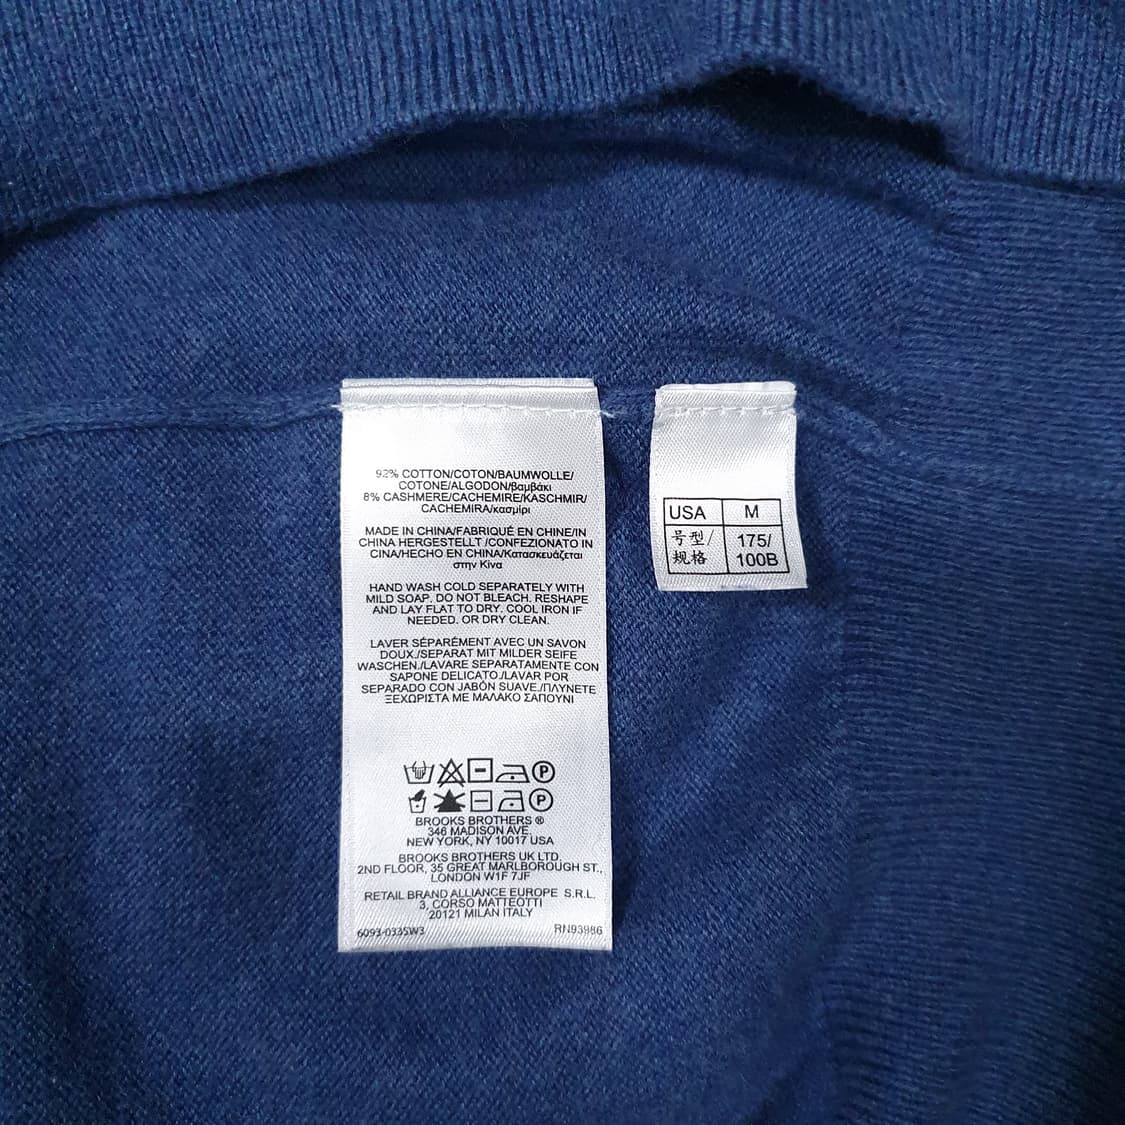 92% COTTON/COTON/BAUMWOLLE/
COTONE/ALGODON/βαμβάκι
8% CASHMERE/CACHEMIRE/KASCHMIR/
CACHEMIRA/κασμίρι
MADE IN CHINA/FABRIQUÉ EN CHINE/IN
CHINA HERGESTELLT /CONFEZIONATO IN
CINA/HECHO EN CHINA/Κατασκευάζεται
στην Κίνα
HAND WASH COLD SEPARATELY WITH
MILD SOAP. DO NOT BLEACH. RESHAPE
AND LAY FLAT TO DRY. COOL IRON IF
NEEDED. OR DRY CLEAN.
LAVER SÉPARÉMENT AVEC UN SAVON
DOUX./SEPARAT MIT MILDER SEIFE
WASCHEN./LAVARE SEPARATAMENTE CON
SAPONE DELICATO./LAVAR POR
SEPARADO CON JABÓN SUAVE./ΠΛΥΝΕΤΕ
ΞΕΧΩΡΙΣΤΑ ΜΕ ΜΑΛΑΚΟ ΣΑΠΟΥΝΙ
P
P
BROOKS BROTHERS ®
346 MADISON AVE.
NEW YORK, NY 10017 USA
BROOKS BROTHERS UK LTD.
2ND FLOOR, 35 GREAT MARLBOROUGH ST.,
LONDON W1F 7JF
RETAIL BRAND ALLIANCE EUROPE S.R.L.
3, CORSO MATTEOTTI
20121 MILAN ITALY
6093-033SW3 RN93986
USA M
号型/ 175/
规格 100B